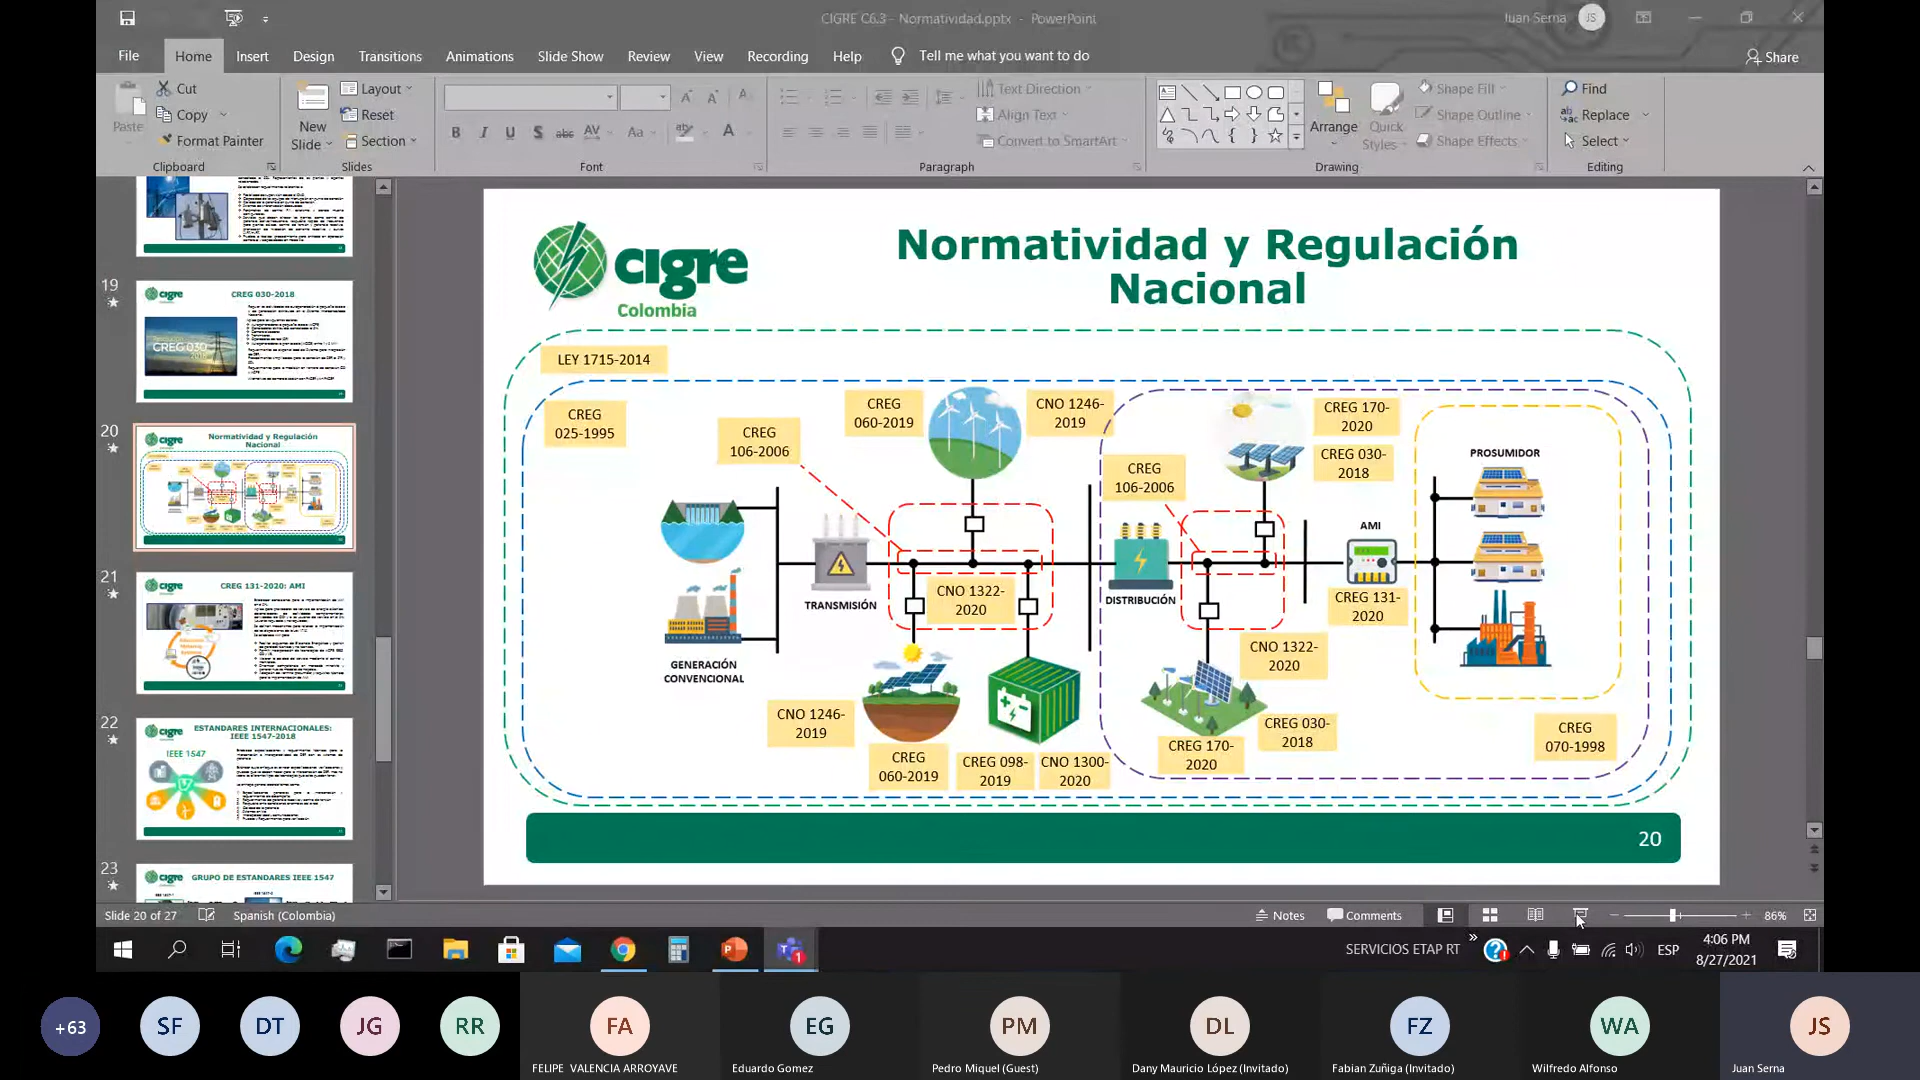 CIGRE C6.3 - Normatividad.pptx - PowerPoint
Juan Serna
JS
File
Home
Insert
Design
Transitions
Animations
Slide Show
Review
View
Recording
Help
Tell me what you want to do
Share
Paste
Cut
Copy
Format Painter
Clipboard
New
Slide
Layout
Reset
Section
Slides
Font
Text Direction
Align Text
Convert to SmartArt
Paragraph
Arrange
Quick
Styles
Shape Fill
Shape Outline
Shape Effects
Drawing
Find
Replace
Select
Editing
19
cigre
CREG 030-2018
CREG 030
20
cigre
Normatividad y Regulación
Nacional
21
cigre
CREG 131-2020: AMI
22
cigre
ESTANDARES INTERNACIONALES:
IEEE 1547-2018
IEEE 1547
23
cigre
GRUPO DE ESTANDARES IEEE 1547
cigre
Colombia
Normatividad y Regulación
Nacional
LEY 1715-2014
CREG
025-1995
CREG
106-2006
CREG
060-2019
CNO 1246-
2019
CREG
106-2006
CREG 170-
2020
CREG 030-
2018
PROSUMIDOR
AMI
CREG 131-
2020
TRANSMISIÓN
CNO 1322-
2020
DISTRIBUCIÓN
GENERACIÓN
CONVENCIONAL
CNO 1322-
2020
CNO 1246-
2019
CREG
060-2019
CREG 098-
2019
CNO 1300-
2020
CREG 170-
2020
CREG 030-
2018
CREG
070-1998
20
Slide 20 of 27
Spanish (Colombia)
Notes
Comments
86%
SERVICIOS ETAP RT
ESP
4:06 PM
8/27/2021
+63
SF
DT
JG
RR
FA
FELIPE VALENCIA ARROYAVE
EG
Eduardo Gomez
PM
Pedro Miquel (Guest)
DL
Dany Mauricio López (Invitado)
FZ
Fabian Zuñiga (Invitado)
WA
Wilfredo Alfonso
JS
Juan Serna